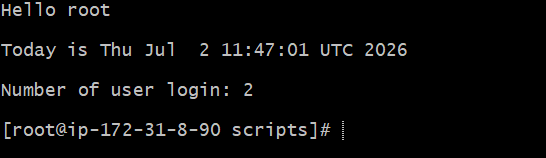 Hello root
Today is Thu Jul  2 11:47:01 UTC 2026
Number of user login: 2
[root@ip-172-31-8-90 scripts]#